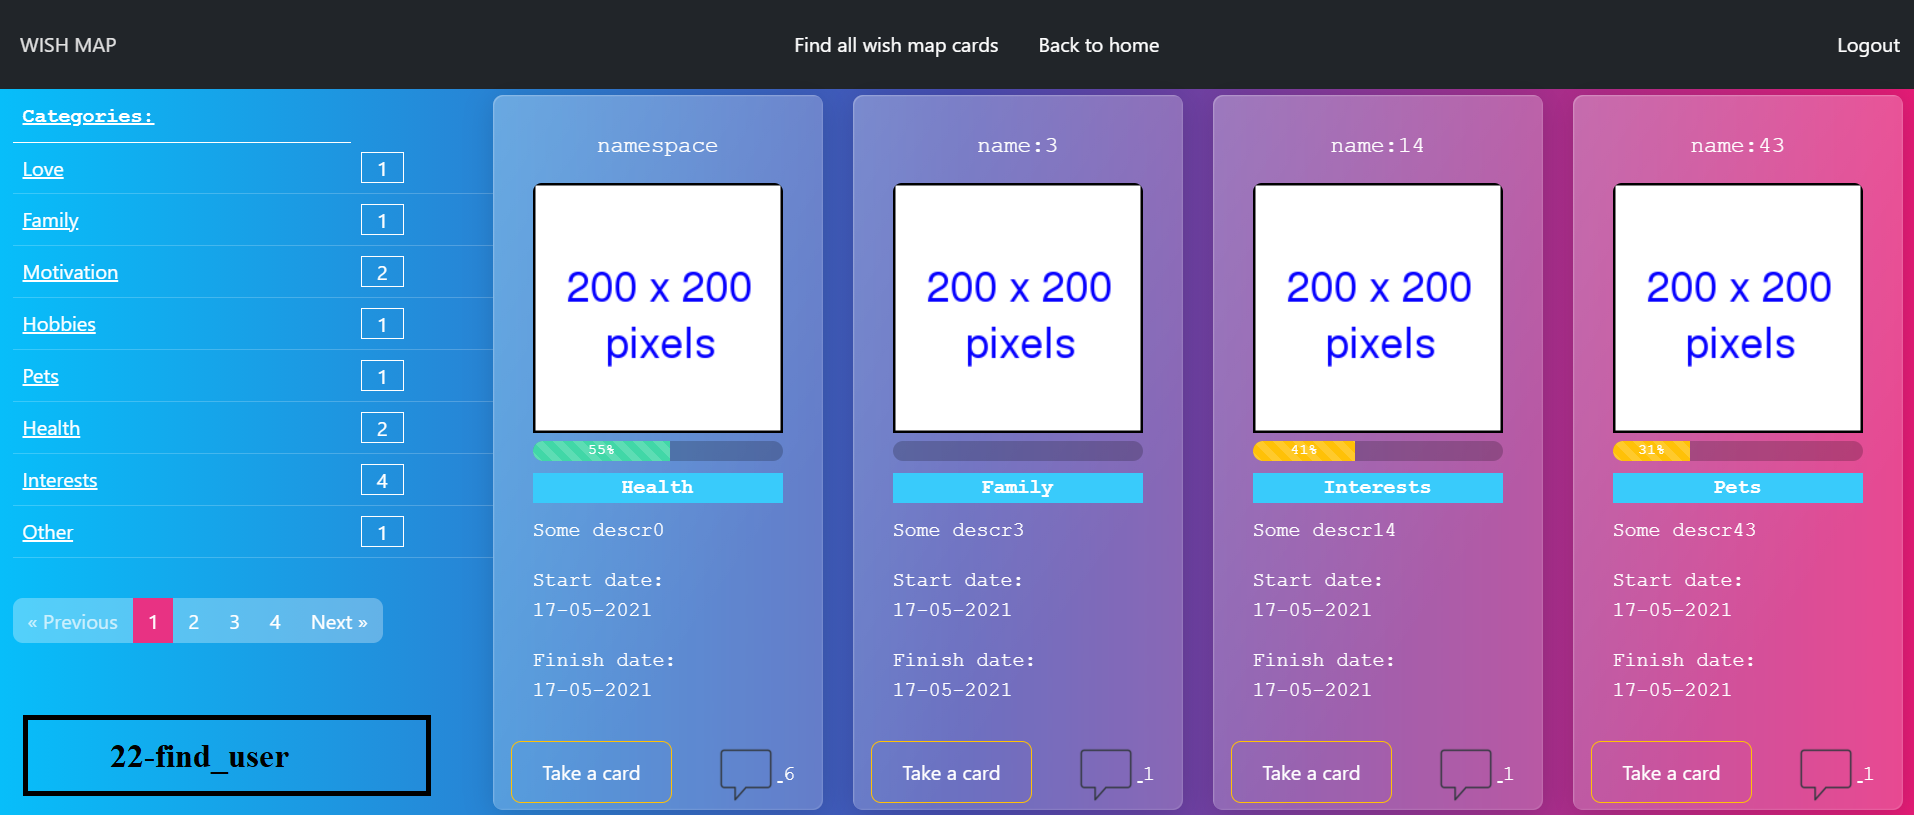 WISH MAP
Find all wish map cards
Back to home
Logout
Categories:
Love 1
Family 1
Motivation 2
Hobbies 1
Pets 1
Health 2
Interests 4
Other 1
« Previous 1 2 3 4 Next »
22-find_user
namespace
200 x 200
pixels
55%
Health
Some descr0
Start date:
17-05-2021
Finish date:
17-05-2021
Take a card
6
name:3
200 x 200
pixels
Family
Some descr3
Start date:
17-05-2021
Finish date:
17-05-2021
Take a card
1
name:14
200 x 200
pixels
41%
Interests
Some descr14
Start date:
17-05-2021
Finish date:
17-05-2021
Take a card
1
name:43
200 x 200
pixels
31%
Pets
Some descr43
Start date:
17-05-2021
Finish date:
17-05-2021
Take a card
1